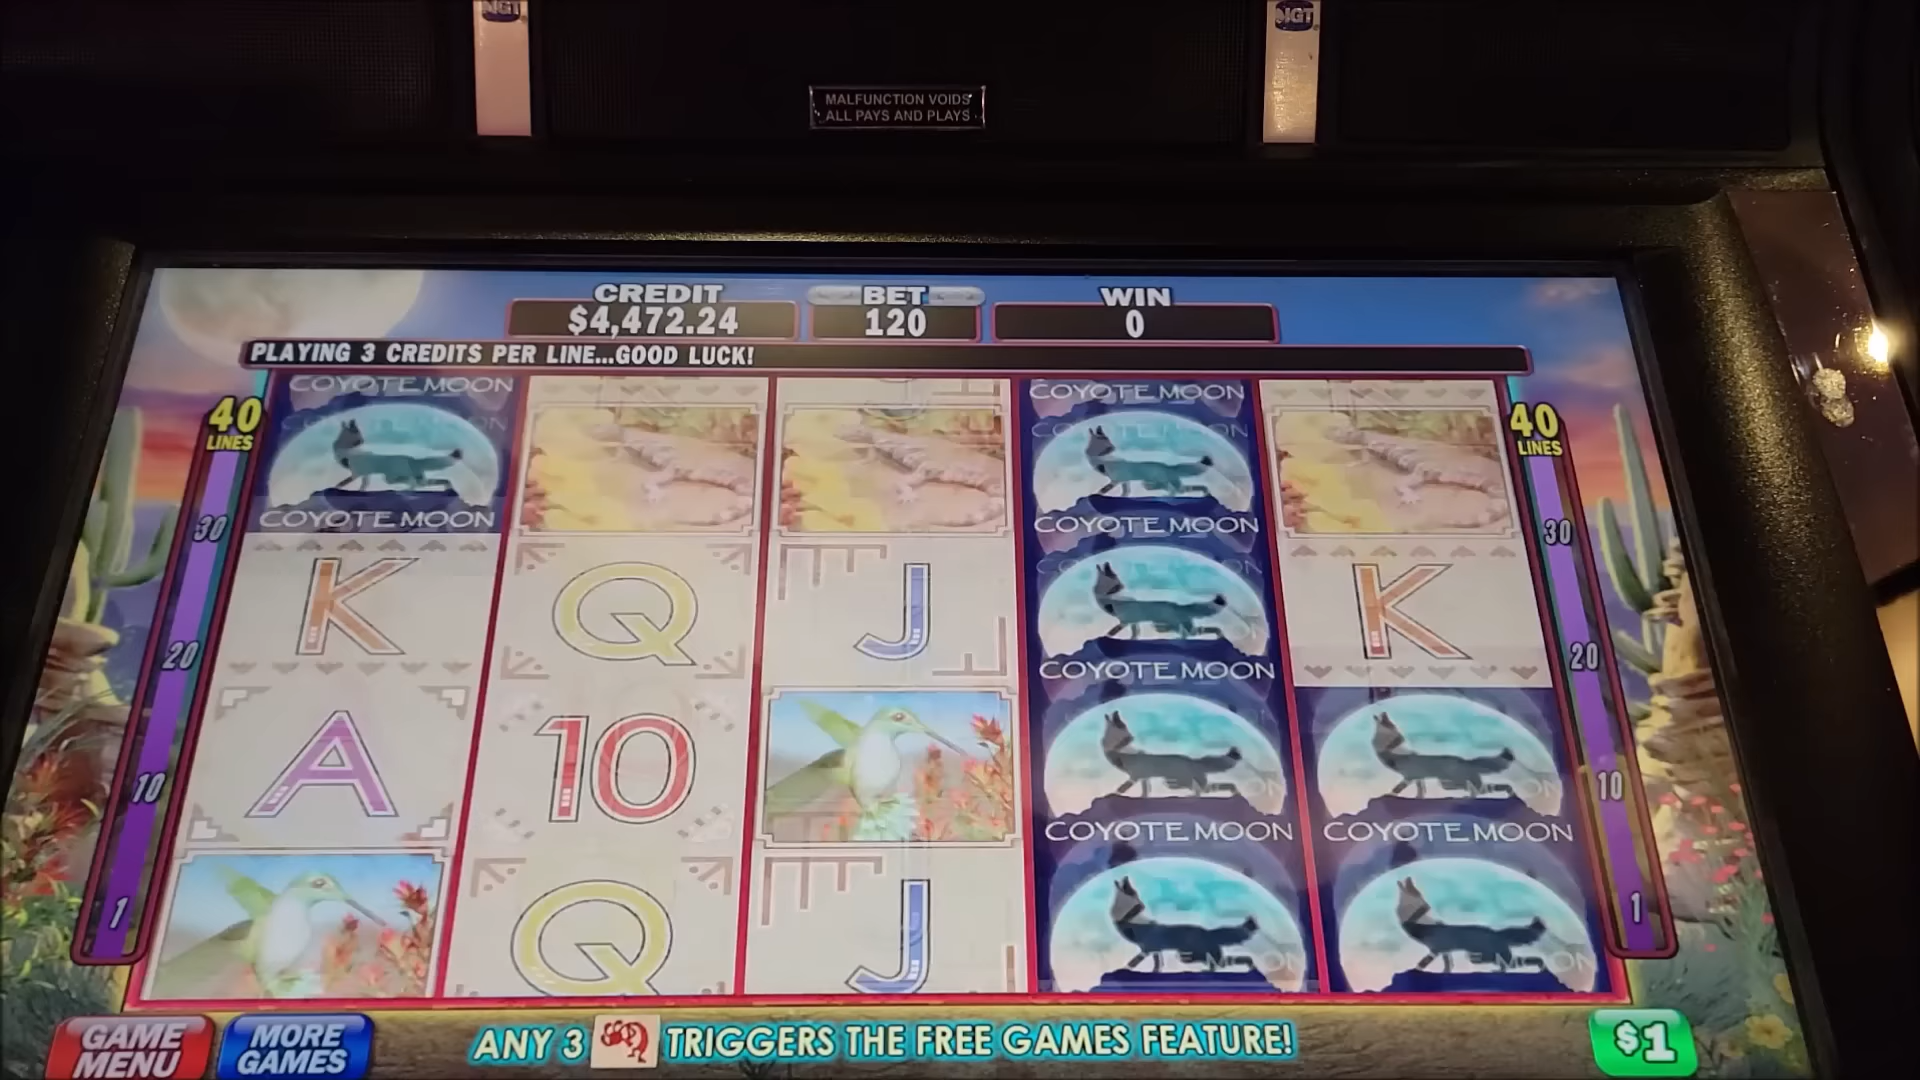 IGT
IGT
MALFUNCTION VOIDS
ALL PAYS AND PLAYS
CREDIT
$4,472.24
BET
120
WIN
0
PLAYING 3 CREDITS PER LINE...GOOD LUCK!
40 LINES
30
20
10
1
COYOTE MOON
COYOTE MOON
COYOTE MOON
COYOTE MOON
COYOTE MOON
COYOTE MOON
COYOTE MOON
K
Q
J
K
A
10
Q
J
40 LINES
30
20
10
1
GAME MENU
MORE GAMES
ANY 3 TRIGGERS THE FREE GAMES FEATURE!
$1